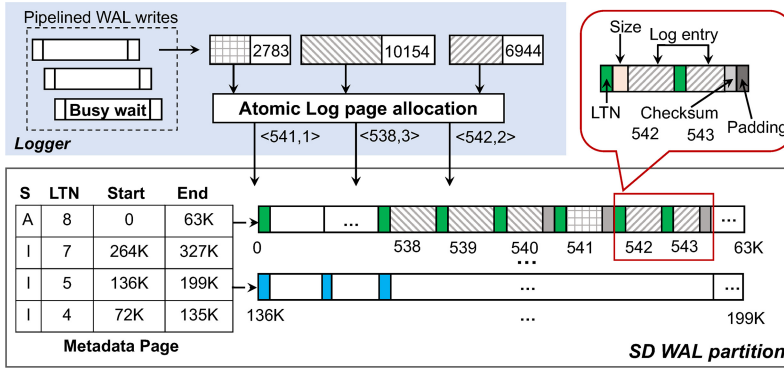 Pipelined WAL writes
Busy wait
Logger
2783
10154
6944
Atomic Log page allocation
<541,1>
<538,3>
<542,2>
Size
Log entry
LTN
Checksum
Padding
542
543
S LTN Start End
A 8 0 63K
I 7 264K 327K
I 5 136K 199K
I 4 72K 135K
Metadata Page
...
...
0
538
539
540
541
542
543
63K
...
...
...
136K
...
199K
SD WAL partition